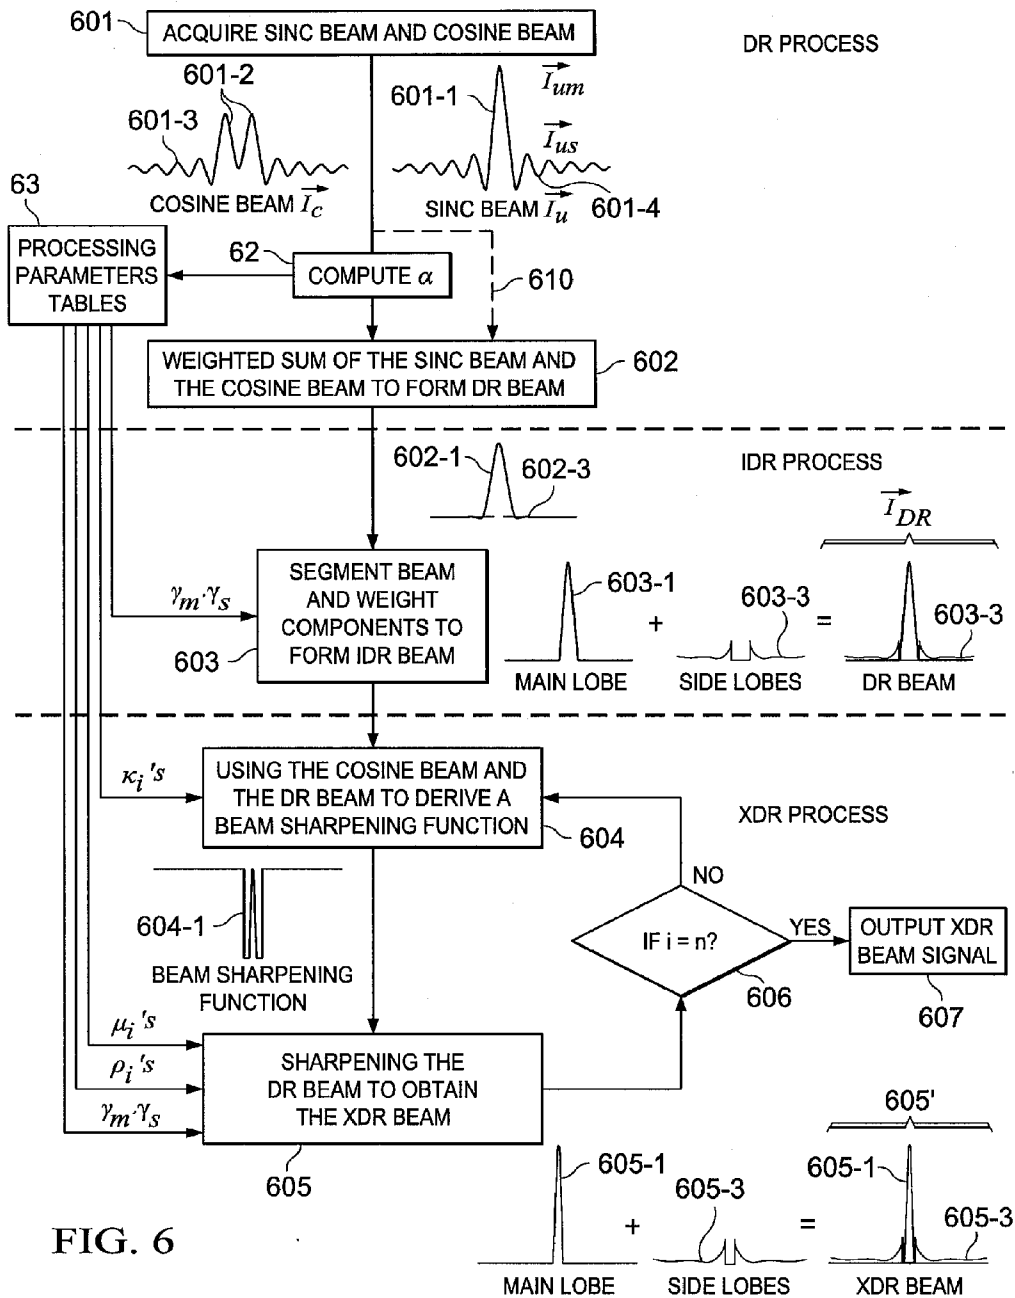 601
ACQUIRE SINC BEAM AND COSINE BEAM
DR PROCESS
601-2
601-3
COSINE BEAM I_c
601-1
I_um
I_us
SINC BEAM I_u
601-4
63
PROCESSING
PARAMETERS
TABLES
62
COMPUTE α
610
WEIGHTED SUM OF THE SINC BEAM AND
THE COSINE BEAM TO FORM DR BEAM
602
IDR PROCESS
602-1
602-3
I_DR
γ_m.γ_s
603
SEGMENT BEAM
AND WEIGHT
COMPONENTS TO
FORM IDR BEAM
603-1
+
603-3
=
603-3
MAIN LOBE
SIDE LOBES
DR BEAM
κ_i 's
USING THE COSINE BEAM AND
THE DR BEAM TO DERIVE A
BEAM SHARPENING FUNCTION
604
XDR PROCESS
NO
604-1
BEAM SHARPENING
FUNCTION
IF i = n?
606
YES
OUTPUT XDR
BEAM SIGNAL
607
μ_i 's
ρ_i 's
γ_m.γ_s
SHARPENING THE
DR BEAM TO OBTAIN
THE XDR BEAM
605
605'
605-1
+
605-3
=
605-1
605-3
MAIN LOBE
SIDE LOBES
XDR BEAM
FIG. 6